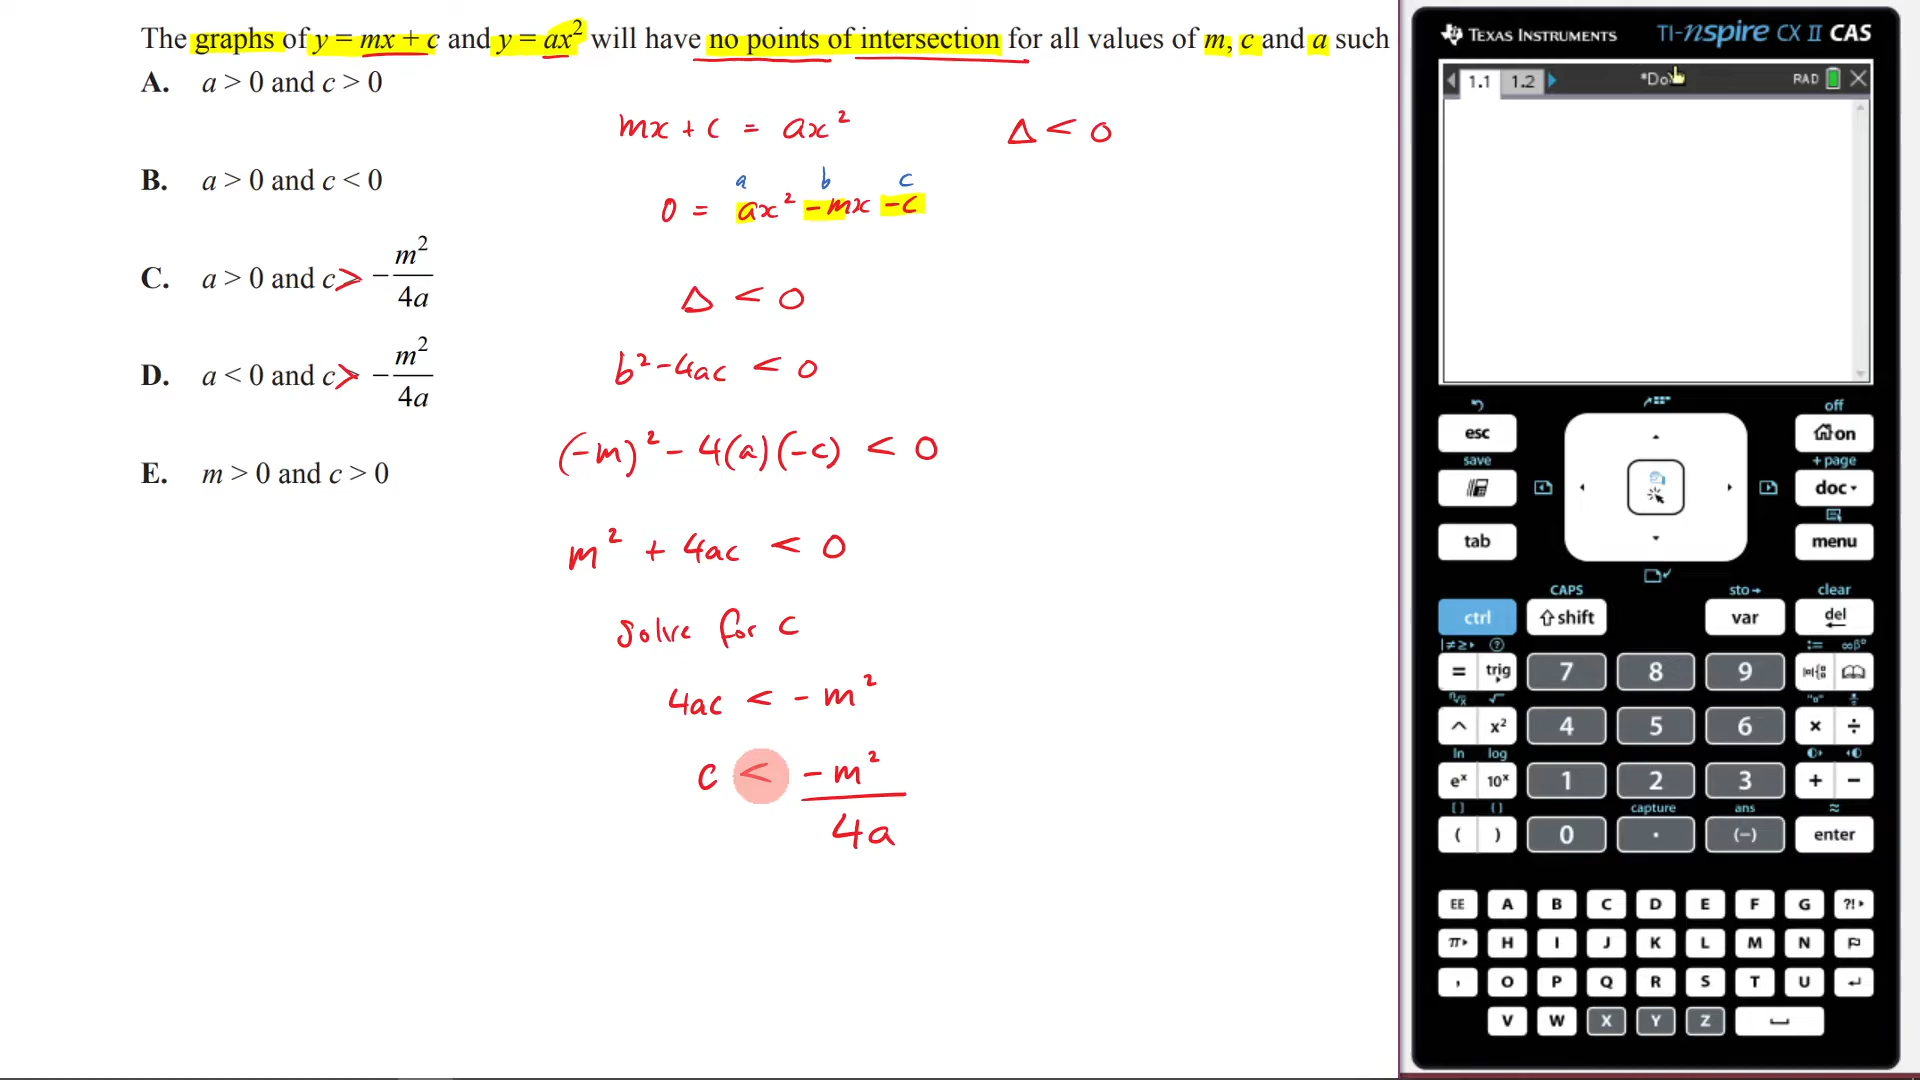 The graphs of y = mx + c and y = ax² will have no points of intersection for all values of m, c and a such
A. a > 0 and c > 0
mx + c = ax²
Δ < 0
B. a > 0 and c < 0
a b c
0 = ax² - mx - c
C. a > 0 and c > -m²/4a
Δ < 0
D. a < 0 and c > -m²/4a
b² - 4ac < 0
(-m)² - 4(a)(-c) < 0
E. m > 0 and c > 0
m² + 4ac < 0
Solve for c
4ac < - m²
c < -m²/4a
TEXAS INSTRUMENTS TI-nspire CX II CAS
1.1 1.2 *Do RAD
off
esc on
save + page
doc
tab menu
CAPS sto→ clear
ctrl ⇧shift var del
= trig 7 8 9
^ x² 4 5 6 × ÷
ln log
eˣ 10ˣ 1 2 3 + −
[ ] { } capture ans ≈
( ) 0 . (−) enter
EE A B C D E F G ?!▸
π▸ H I J K L M N
, O P Q R S T U ↵
V W X Y Z